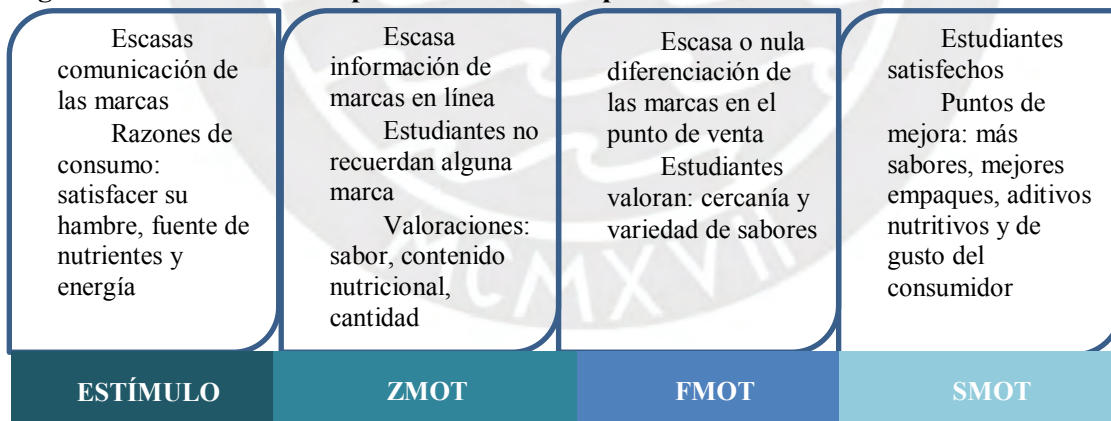 Escasas
comunicación de
las marcas
Razones de
consumo:
satisfacer su
hambre, fuente de
nutrientes y
energía
ESTÍMULO
Escasa
información de
marcas en línea
Estudiantes no
recuerdan alguna
marca
Valoraciones:
sabor, contenido
nutricional,
cantidad
ZMOT
Escasa o nula
diferenciación de
las marcas en el
punto de venta
Estudiantes
valoran: cercanía y
variedad de sabores
FMOT
Estudiantes
satisfechos
Puntos de
mejora: más
sabores, mejores
empaques, aditivos
nutritivos y de
gusto del
consumidor
SMOT
MCMXVII